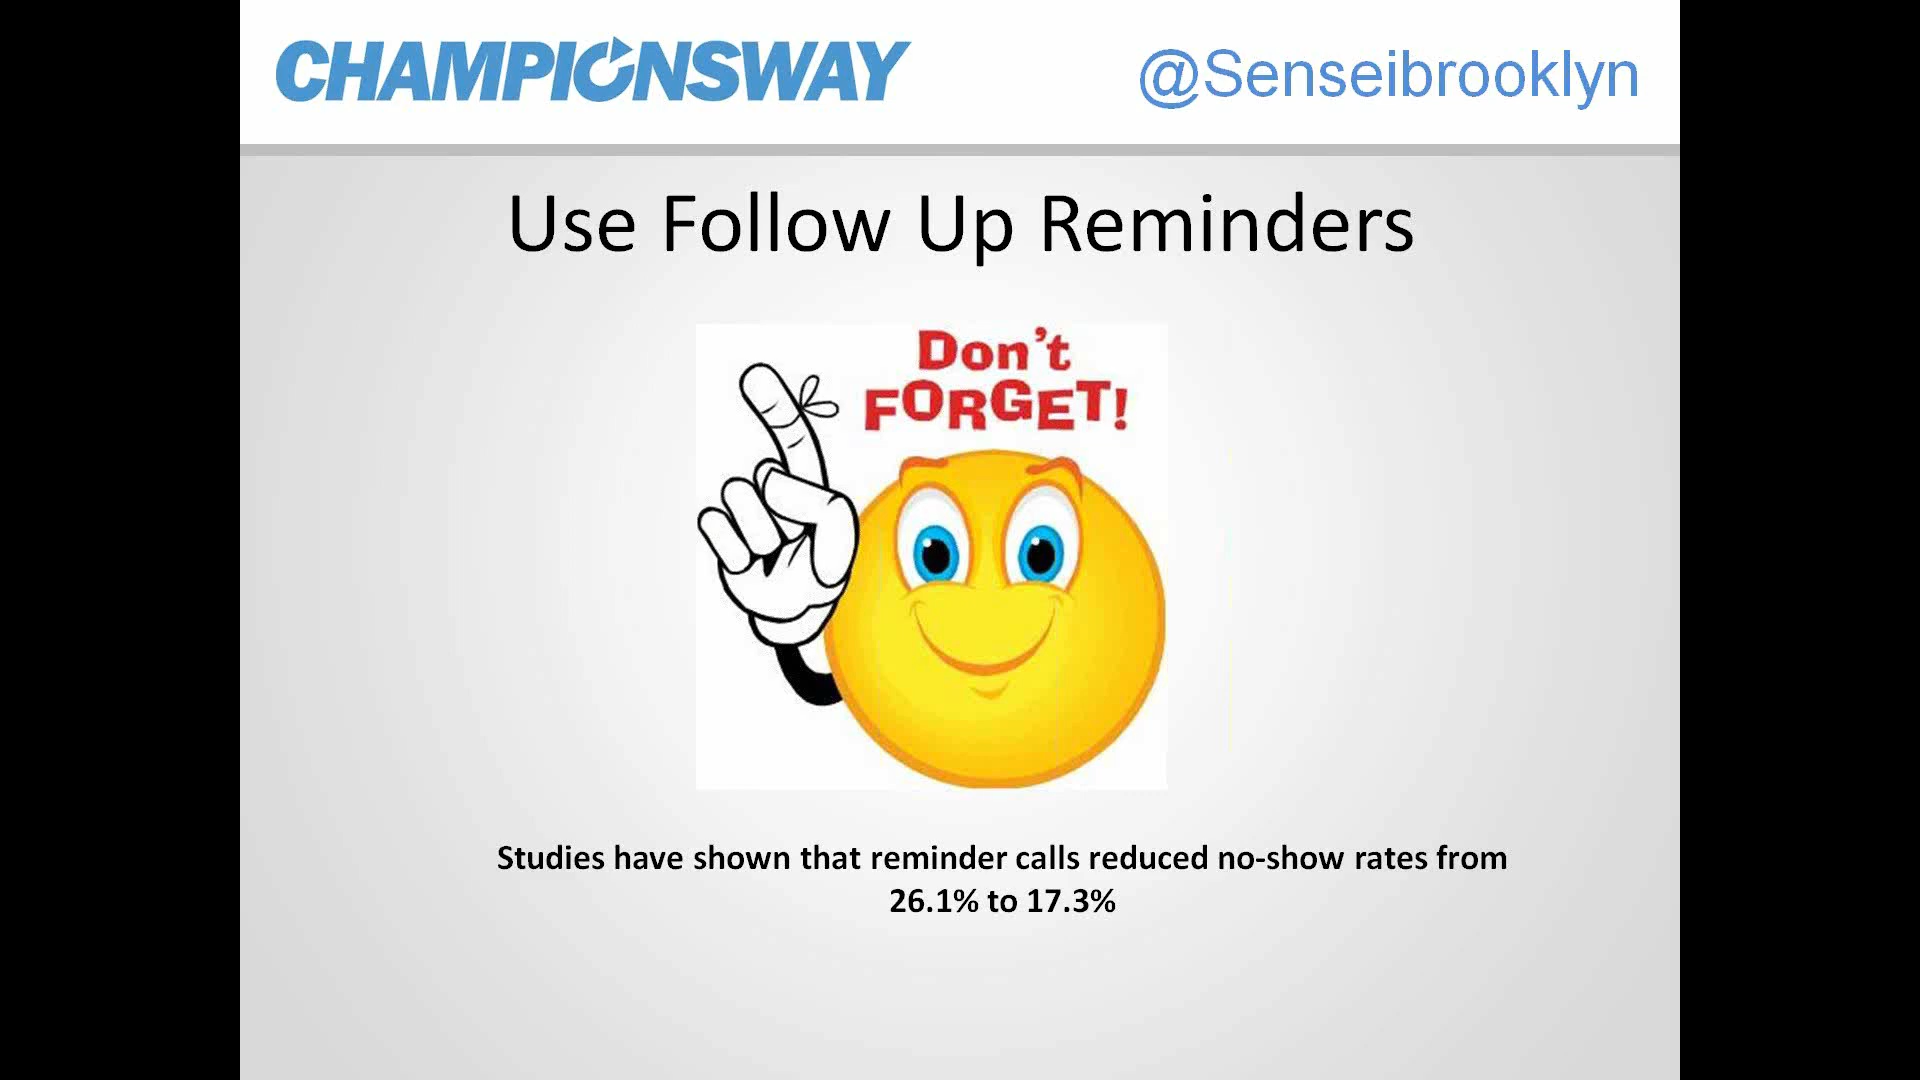 CHAMPIONSWAY
@Senseibrooklyn
Use Follow Up Reminders
Don't
FORGET!
Studies have shown that reminder calls reduced no-show rates from
26.1% to 17.3%